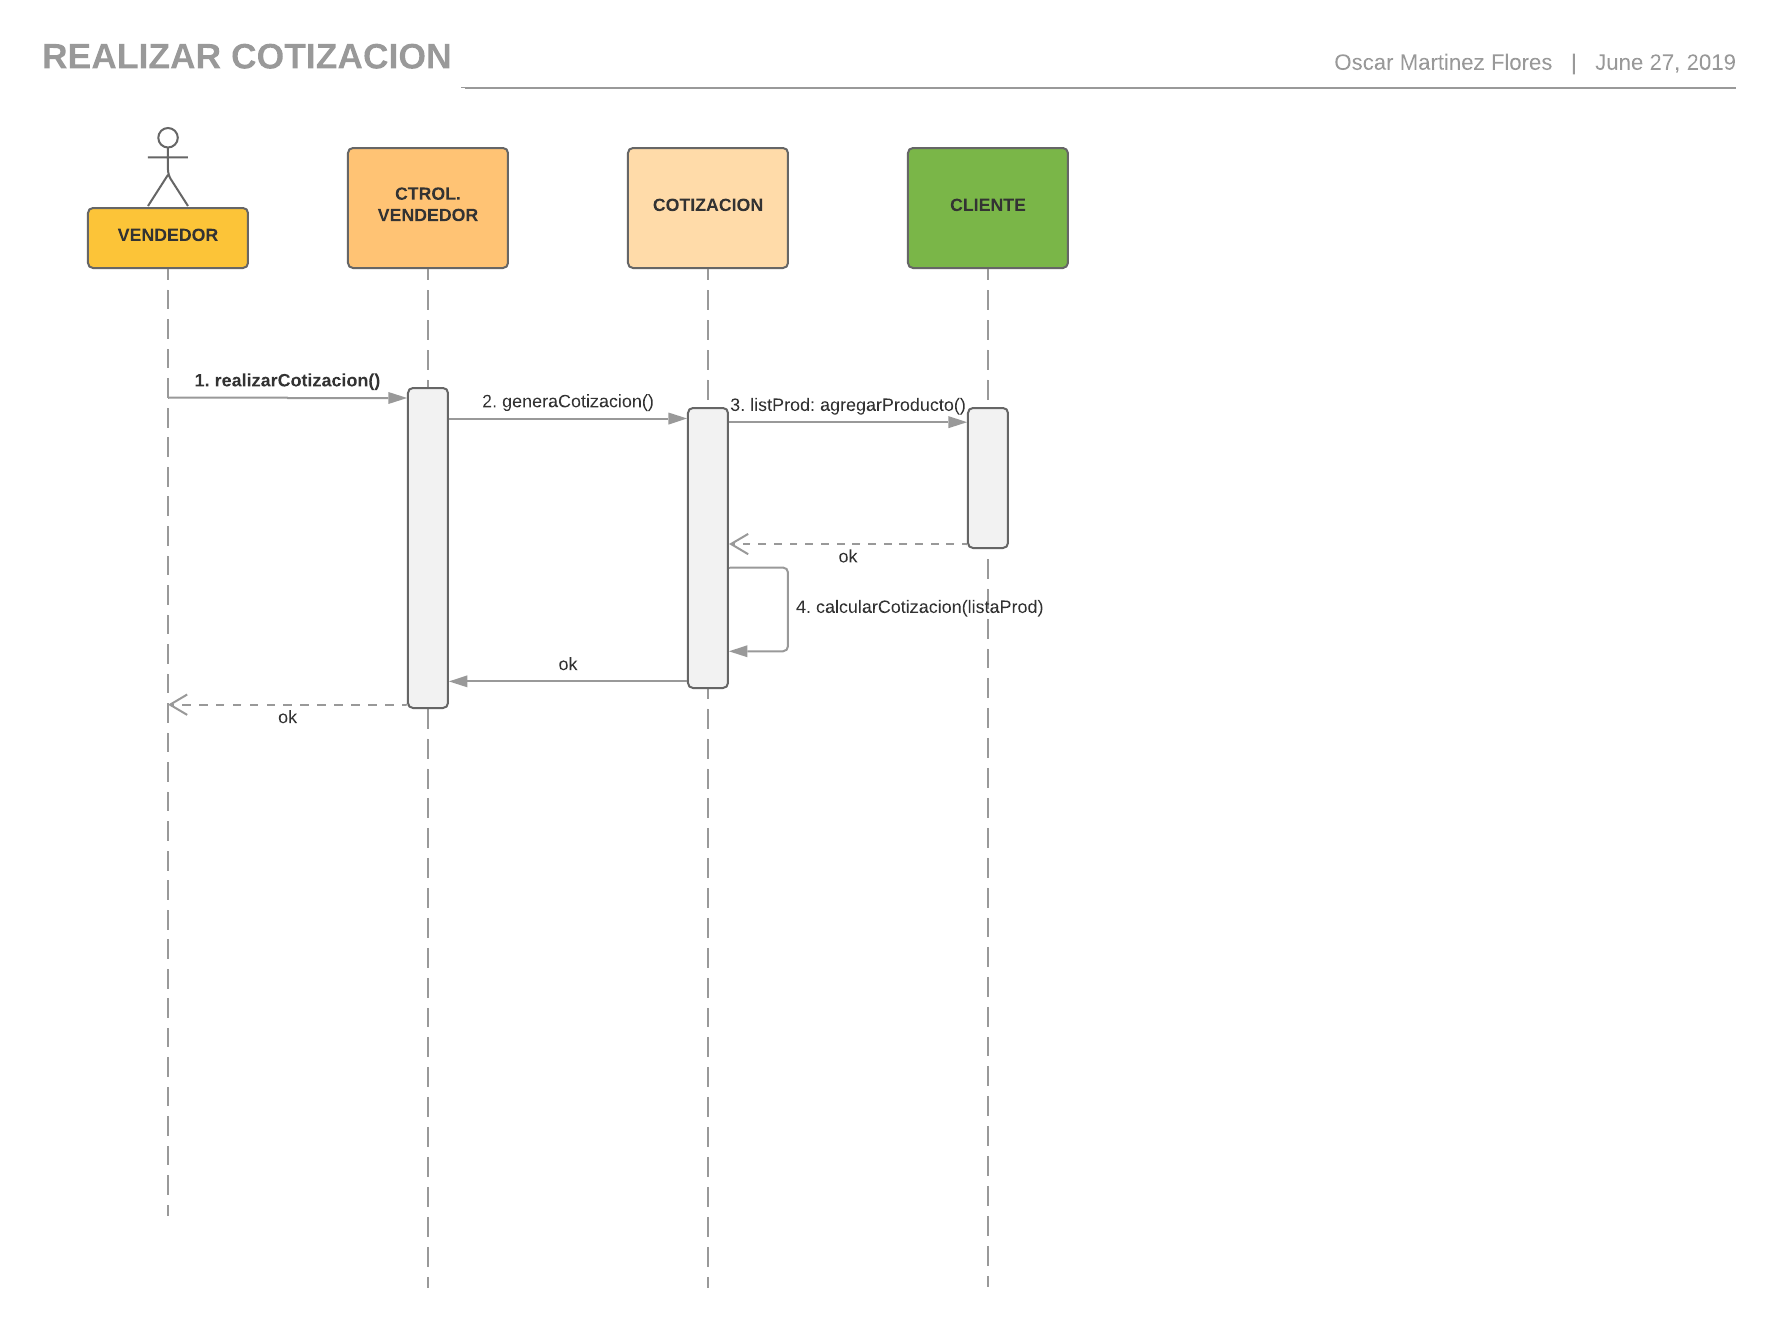 REALIZAR COTIZACION
Oscar Martinez Flores | June 27, 2019
VENDEDOR
CTROL.
VENDEDOR
COTIZACION
CLIENTE
1. realizarCotizacion()
2. generaCotizacion()
3. listProd: agregarProducto()
ok
4. calcularCotizacion(listaProd)
ok
ok